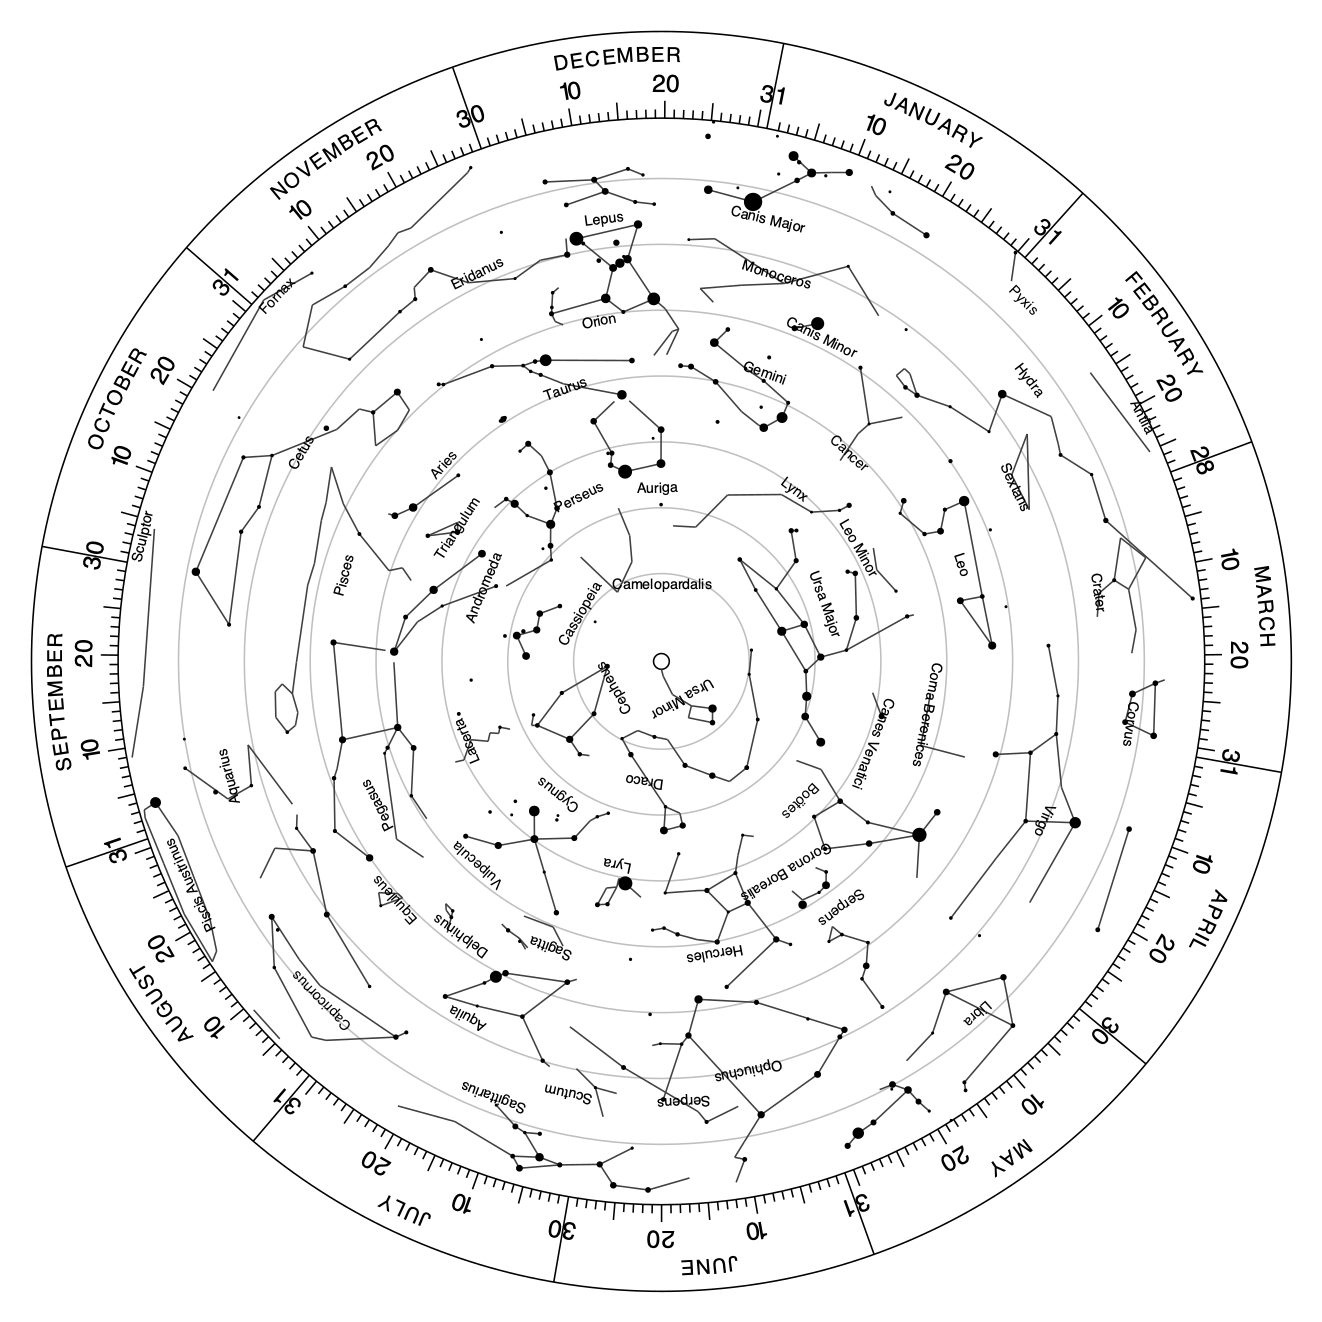 DECEMBER
10
20
31
JANUARY
10
20
31
FEBRUARY
10
20
28
MARCH
10
20
31
APRIL
10
20
30
MAY
10
20
31
JUNE
10
20
30
JULY
10
20
31
AUGUST
10
20
31
SEPTEMBER
10
20
30
OCTOBER
10
20
31
NOVEMBER
10
20
30
Lepus
Canis Major
Eridanus
Monoceros
Fornax
Pyxis
Orion
Canis Minor
Taurus
Gemini
Hydra
Antlia
Cetus
Aries
Cancer
Sextans
Perseus
Auriga
Lynx
Sculptor
Triangulum
Leo Minor
Leo
Pisces
Andromeda
Camelopardalis
Ursa Major
Crater
Cassiopeia
Cepheus
Ursa Minor
Coma Berenices
Canes Venatici
Corvus
Lacerta
Draco
Aquarius
Pegasus
Cygnus
Boötes
Virgo
Vulpecula
Lyra
Corona Borealis
Piscis Austrinus
Equuleus
Delphinus
Sagitta
Hercules
Serpens
Capricornus
Aquila
Libra
Ophiuchus
Scutum
Serpens
Sagittarius